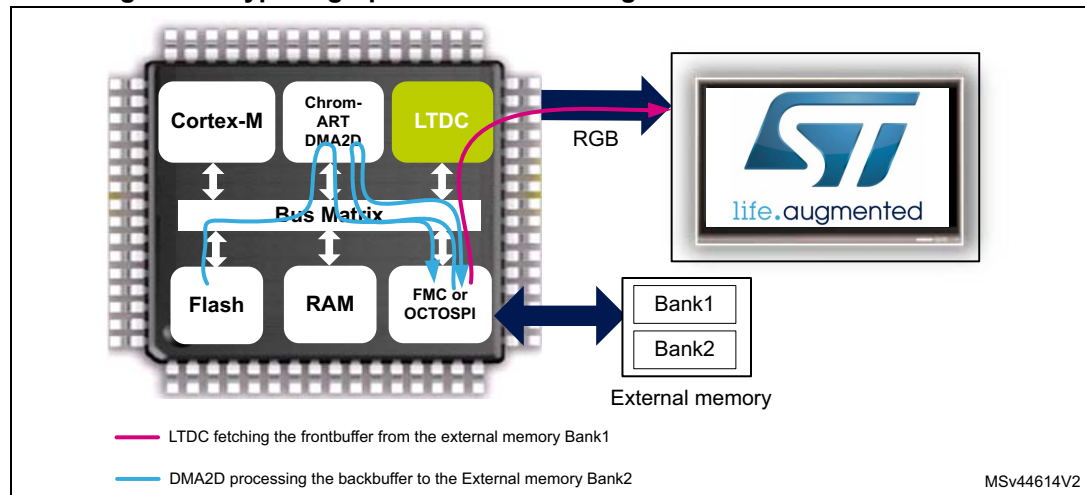 Cortex-M
Chrom-
ART
DMA2D
LTDC
RGB
life.augmented
Bus Matrix
Flash
RAM
FMC or
OCTOSPI
Bank1
Bank2
External memory
LTDC fetching the frontbuffer from the external memory Bank1
DMA2D processing the backbuffer to the External memory Bank2
MSv44614V2